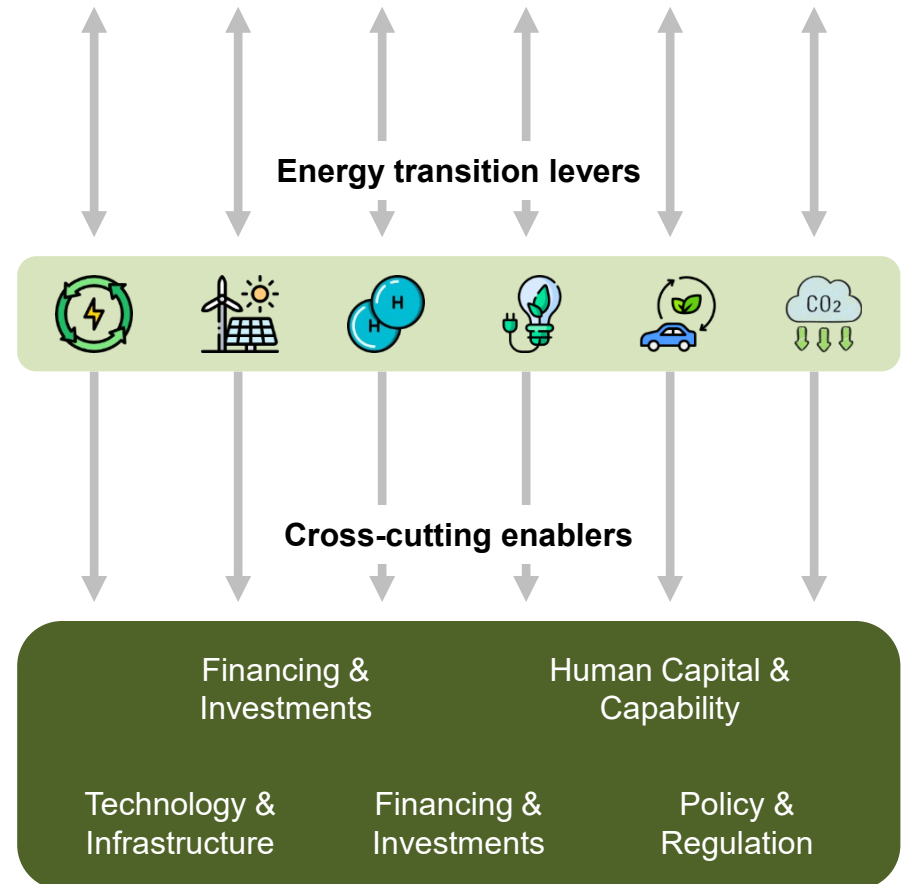 Energy transition levers
H
H
CO₂
Cross-cutting enablers
Financing &
Investments
Human Capital &
Capability
Technology &
Infrastructure
Financing &
Investments
Policy &
Regulation